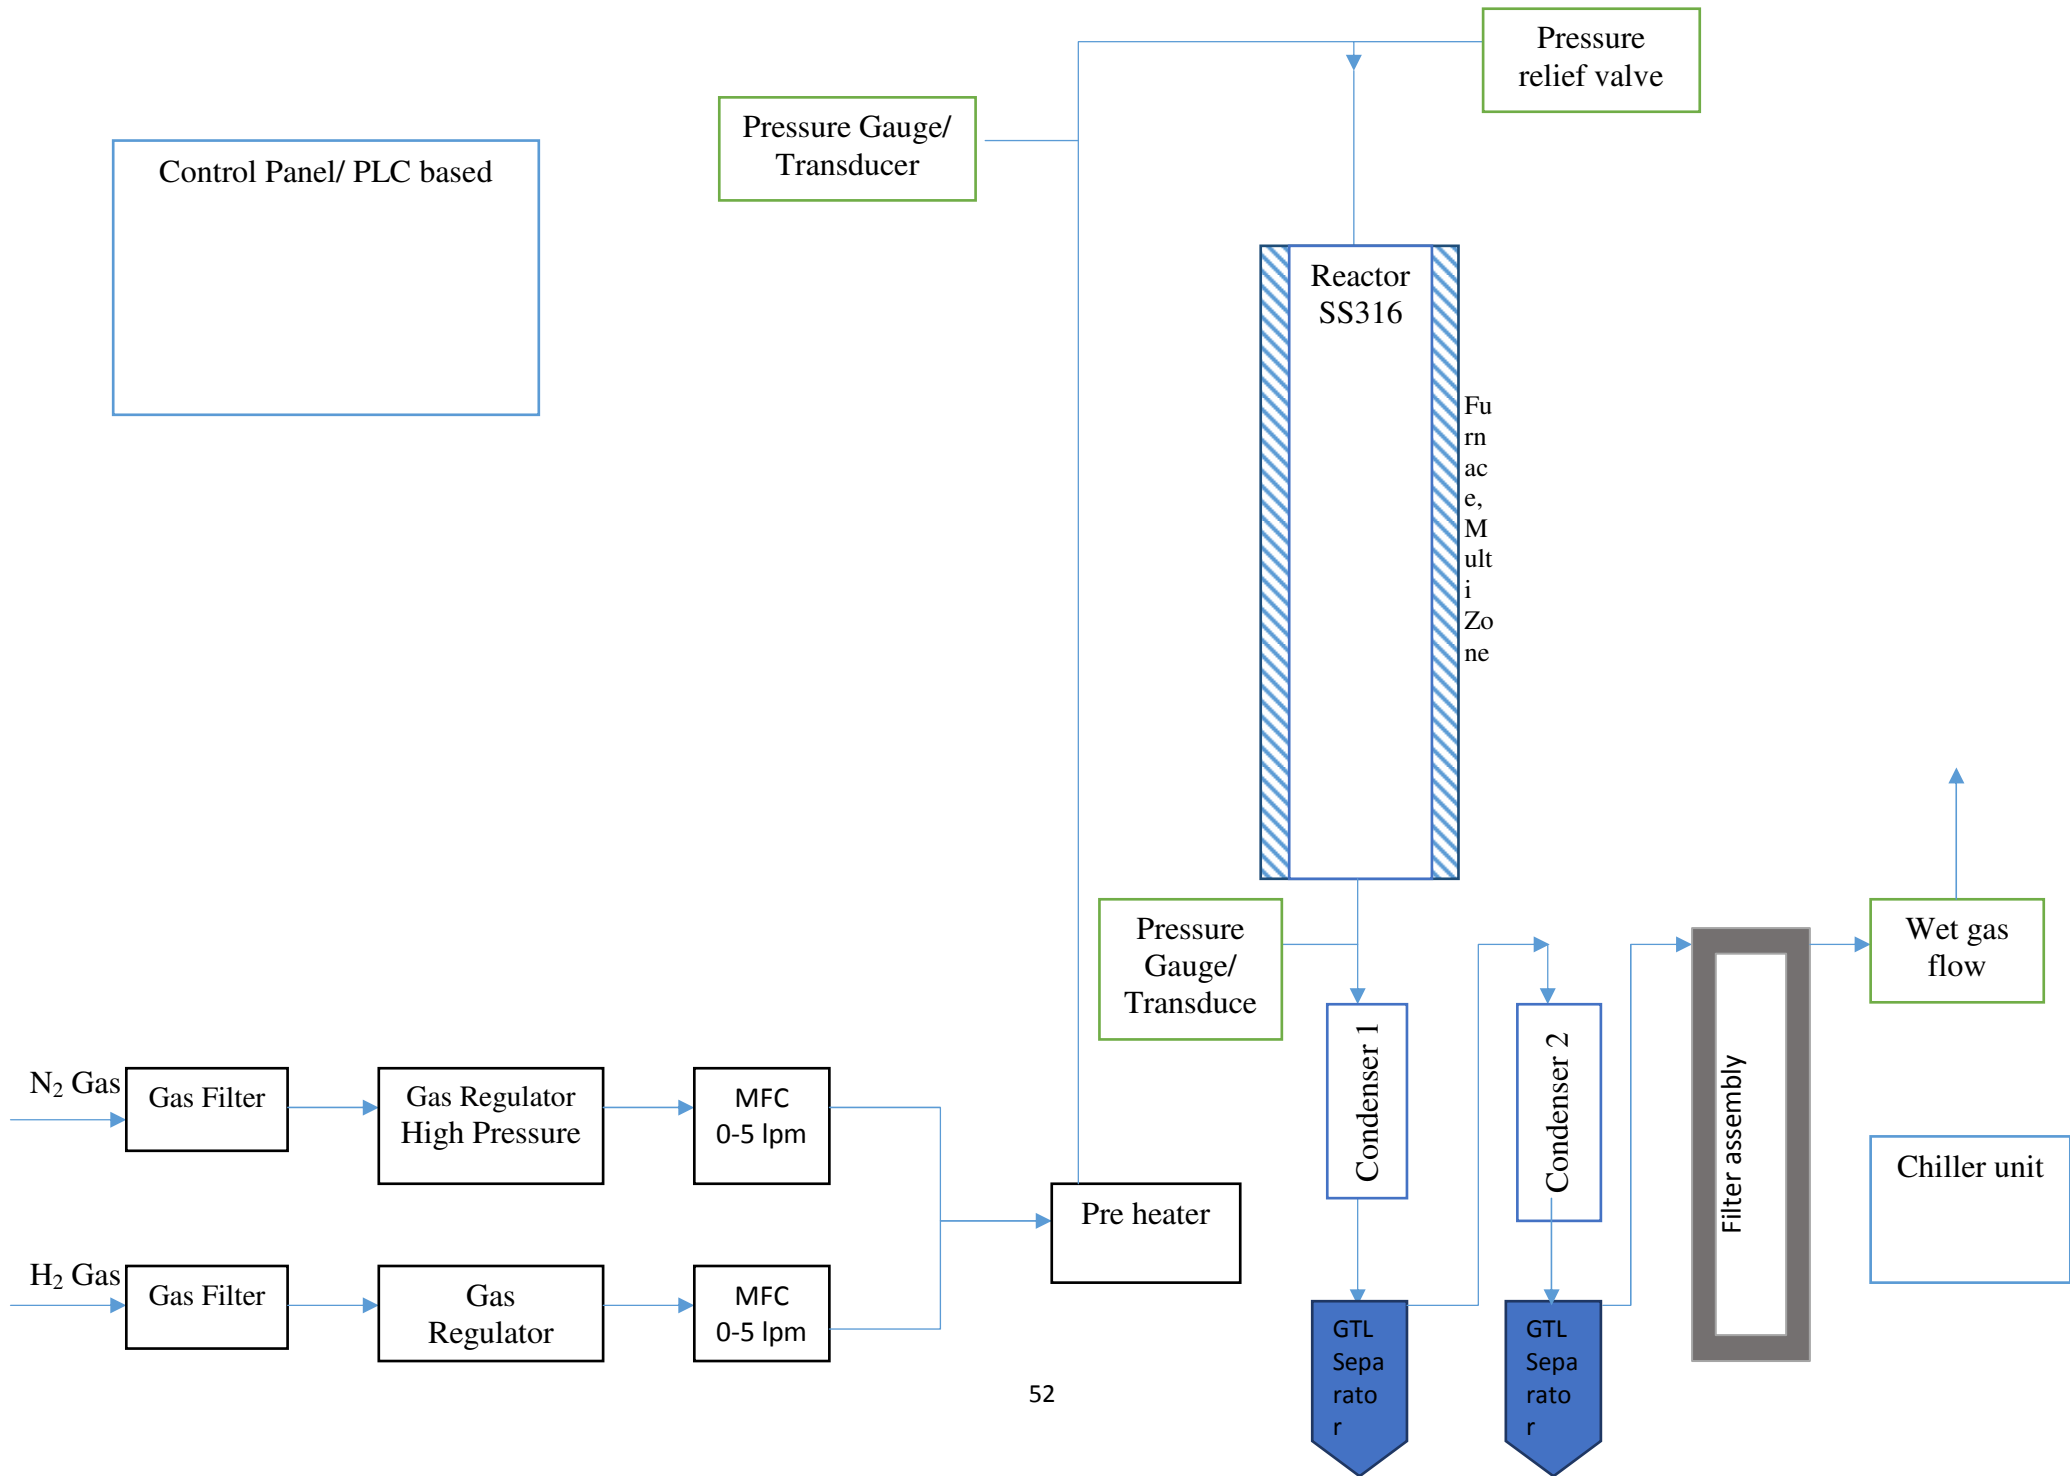 Pressure
relief valve
Pressure Gauge/
Transducer
Control Panel/ PLC based
Reactor
SS316
Fu
rn
ac
e,
M
ult
i
Zo
ne
Pressure
Gauge/
Transduce
Wet gas
flow
Condenser 1
Condenser 2
Filter assembly
N₂ Gas
Gas Filter
Gas Regulator
High Pressure
MFC
0-5 lpm
Chiller unit
Pre heater
H₂ Gas
Gas Filter
Gas
Regulator
MFC
0-5 lpm
GTL
Sepa
rato
r
GTL
Sepa
rato
r
52